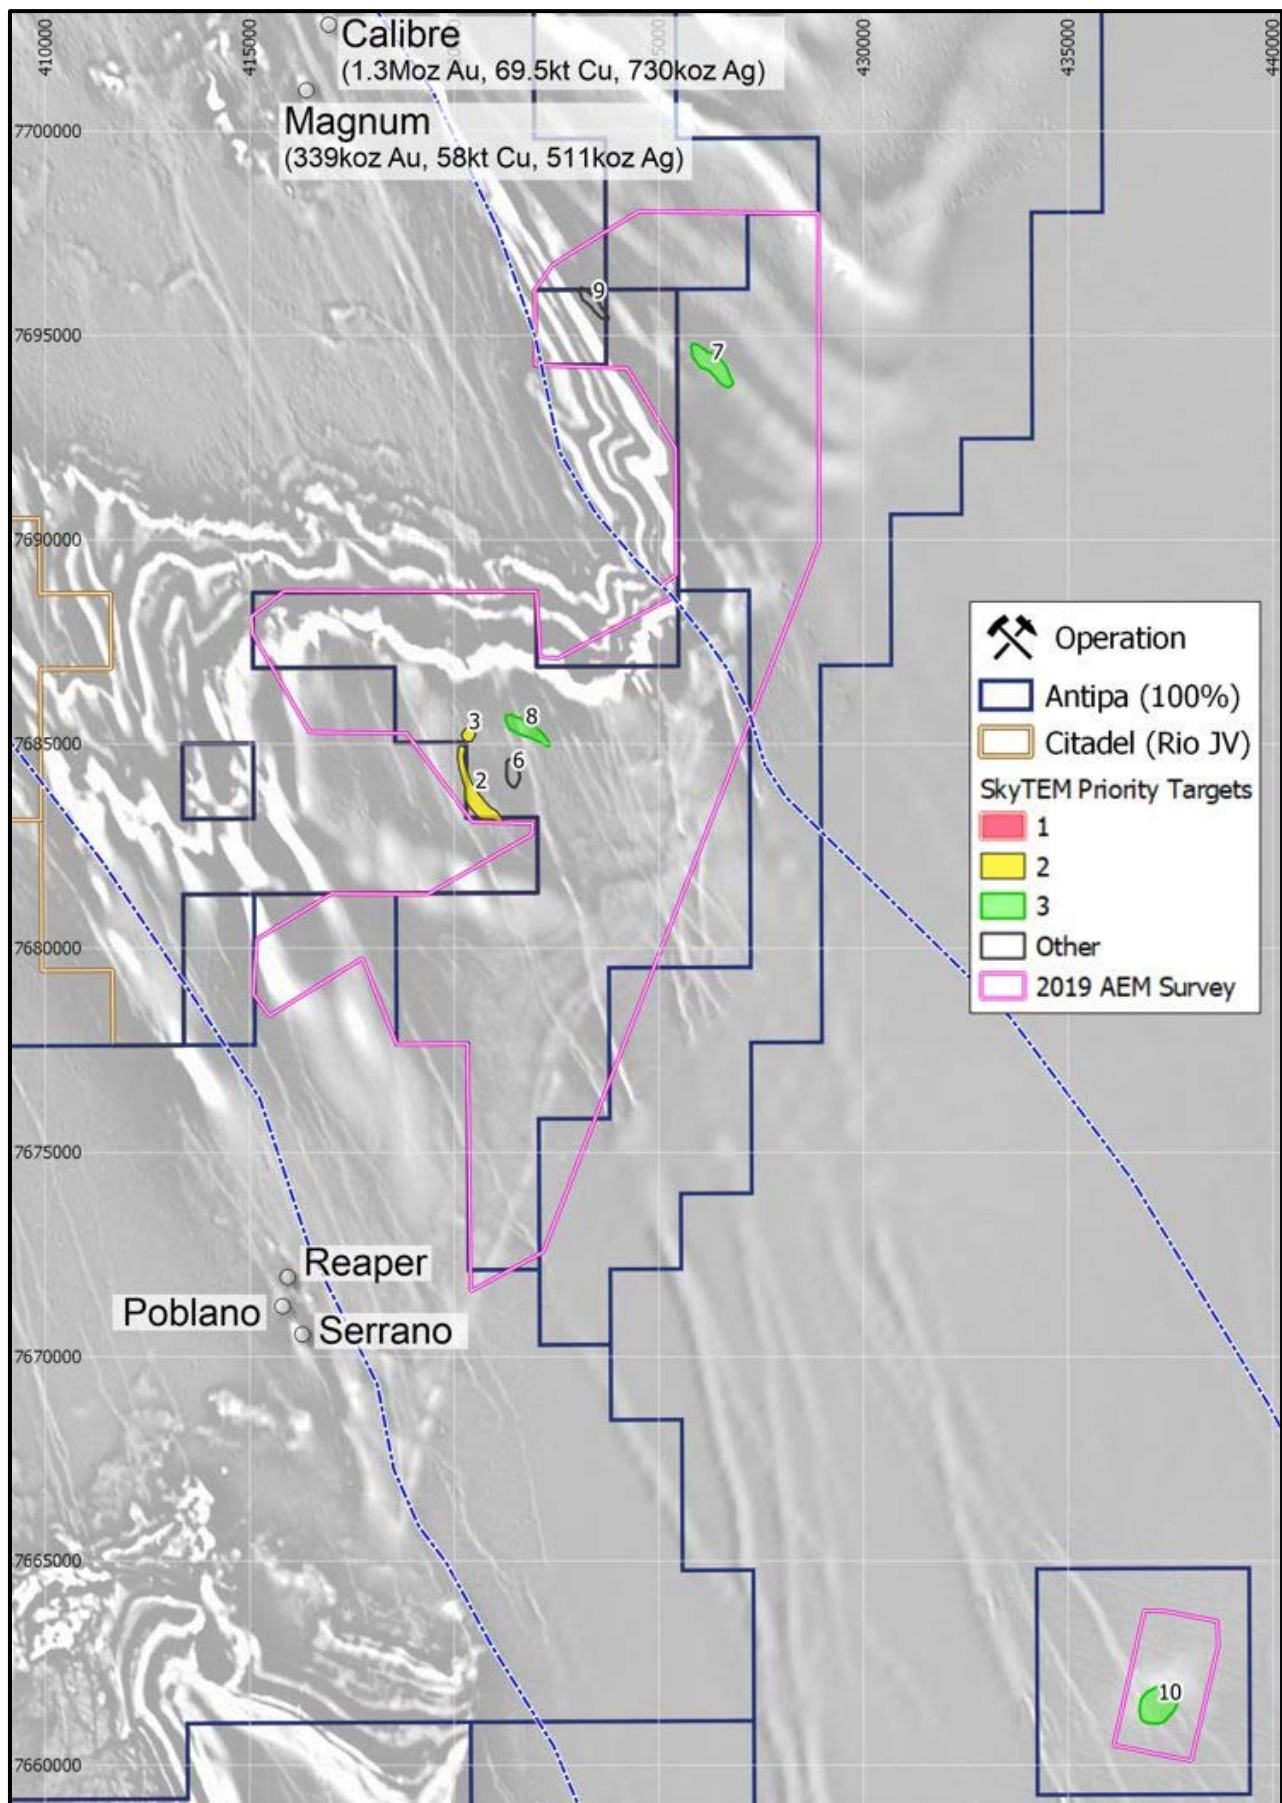 410000
415000
430000
435000
440000
Calibre
(1.3Moz Au, 69.5kt Cu, 730koz Ag)
Magnum
(339koz Au, 58kt Cu, 511koz Ag)
7700000
9
7695000
7
7690000
Operation
Antipa (100%)
Citadel (Rio JV)
SkyTEM Priority Targets
1
2
3
Other
2019 AEM Survey
3
8
7685000
6
2
7680000
7675000
Reaper
Poblano
Serrano
7670000
7665000
10
7660000